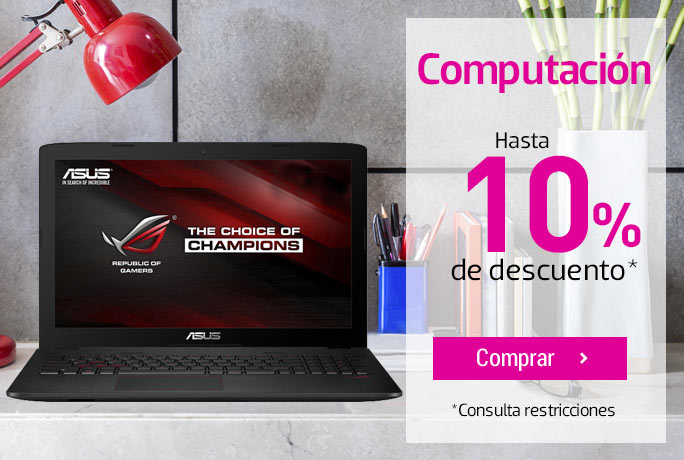 ASUS
IN SEARCH OF INCREDIBLE
REPUBLIC OF
GAMERS
THE CHOICE OF
CHAMPIONS
ASUS
Computación
Hasta
10%
de descuento*
Comprar >
*Consulta restricciones